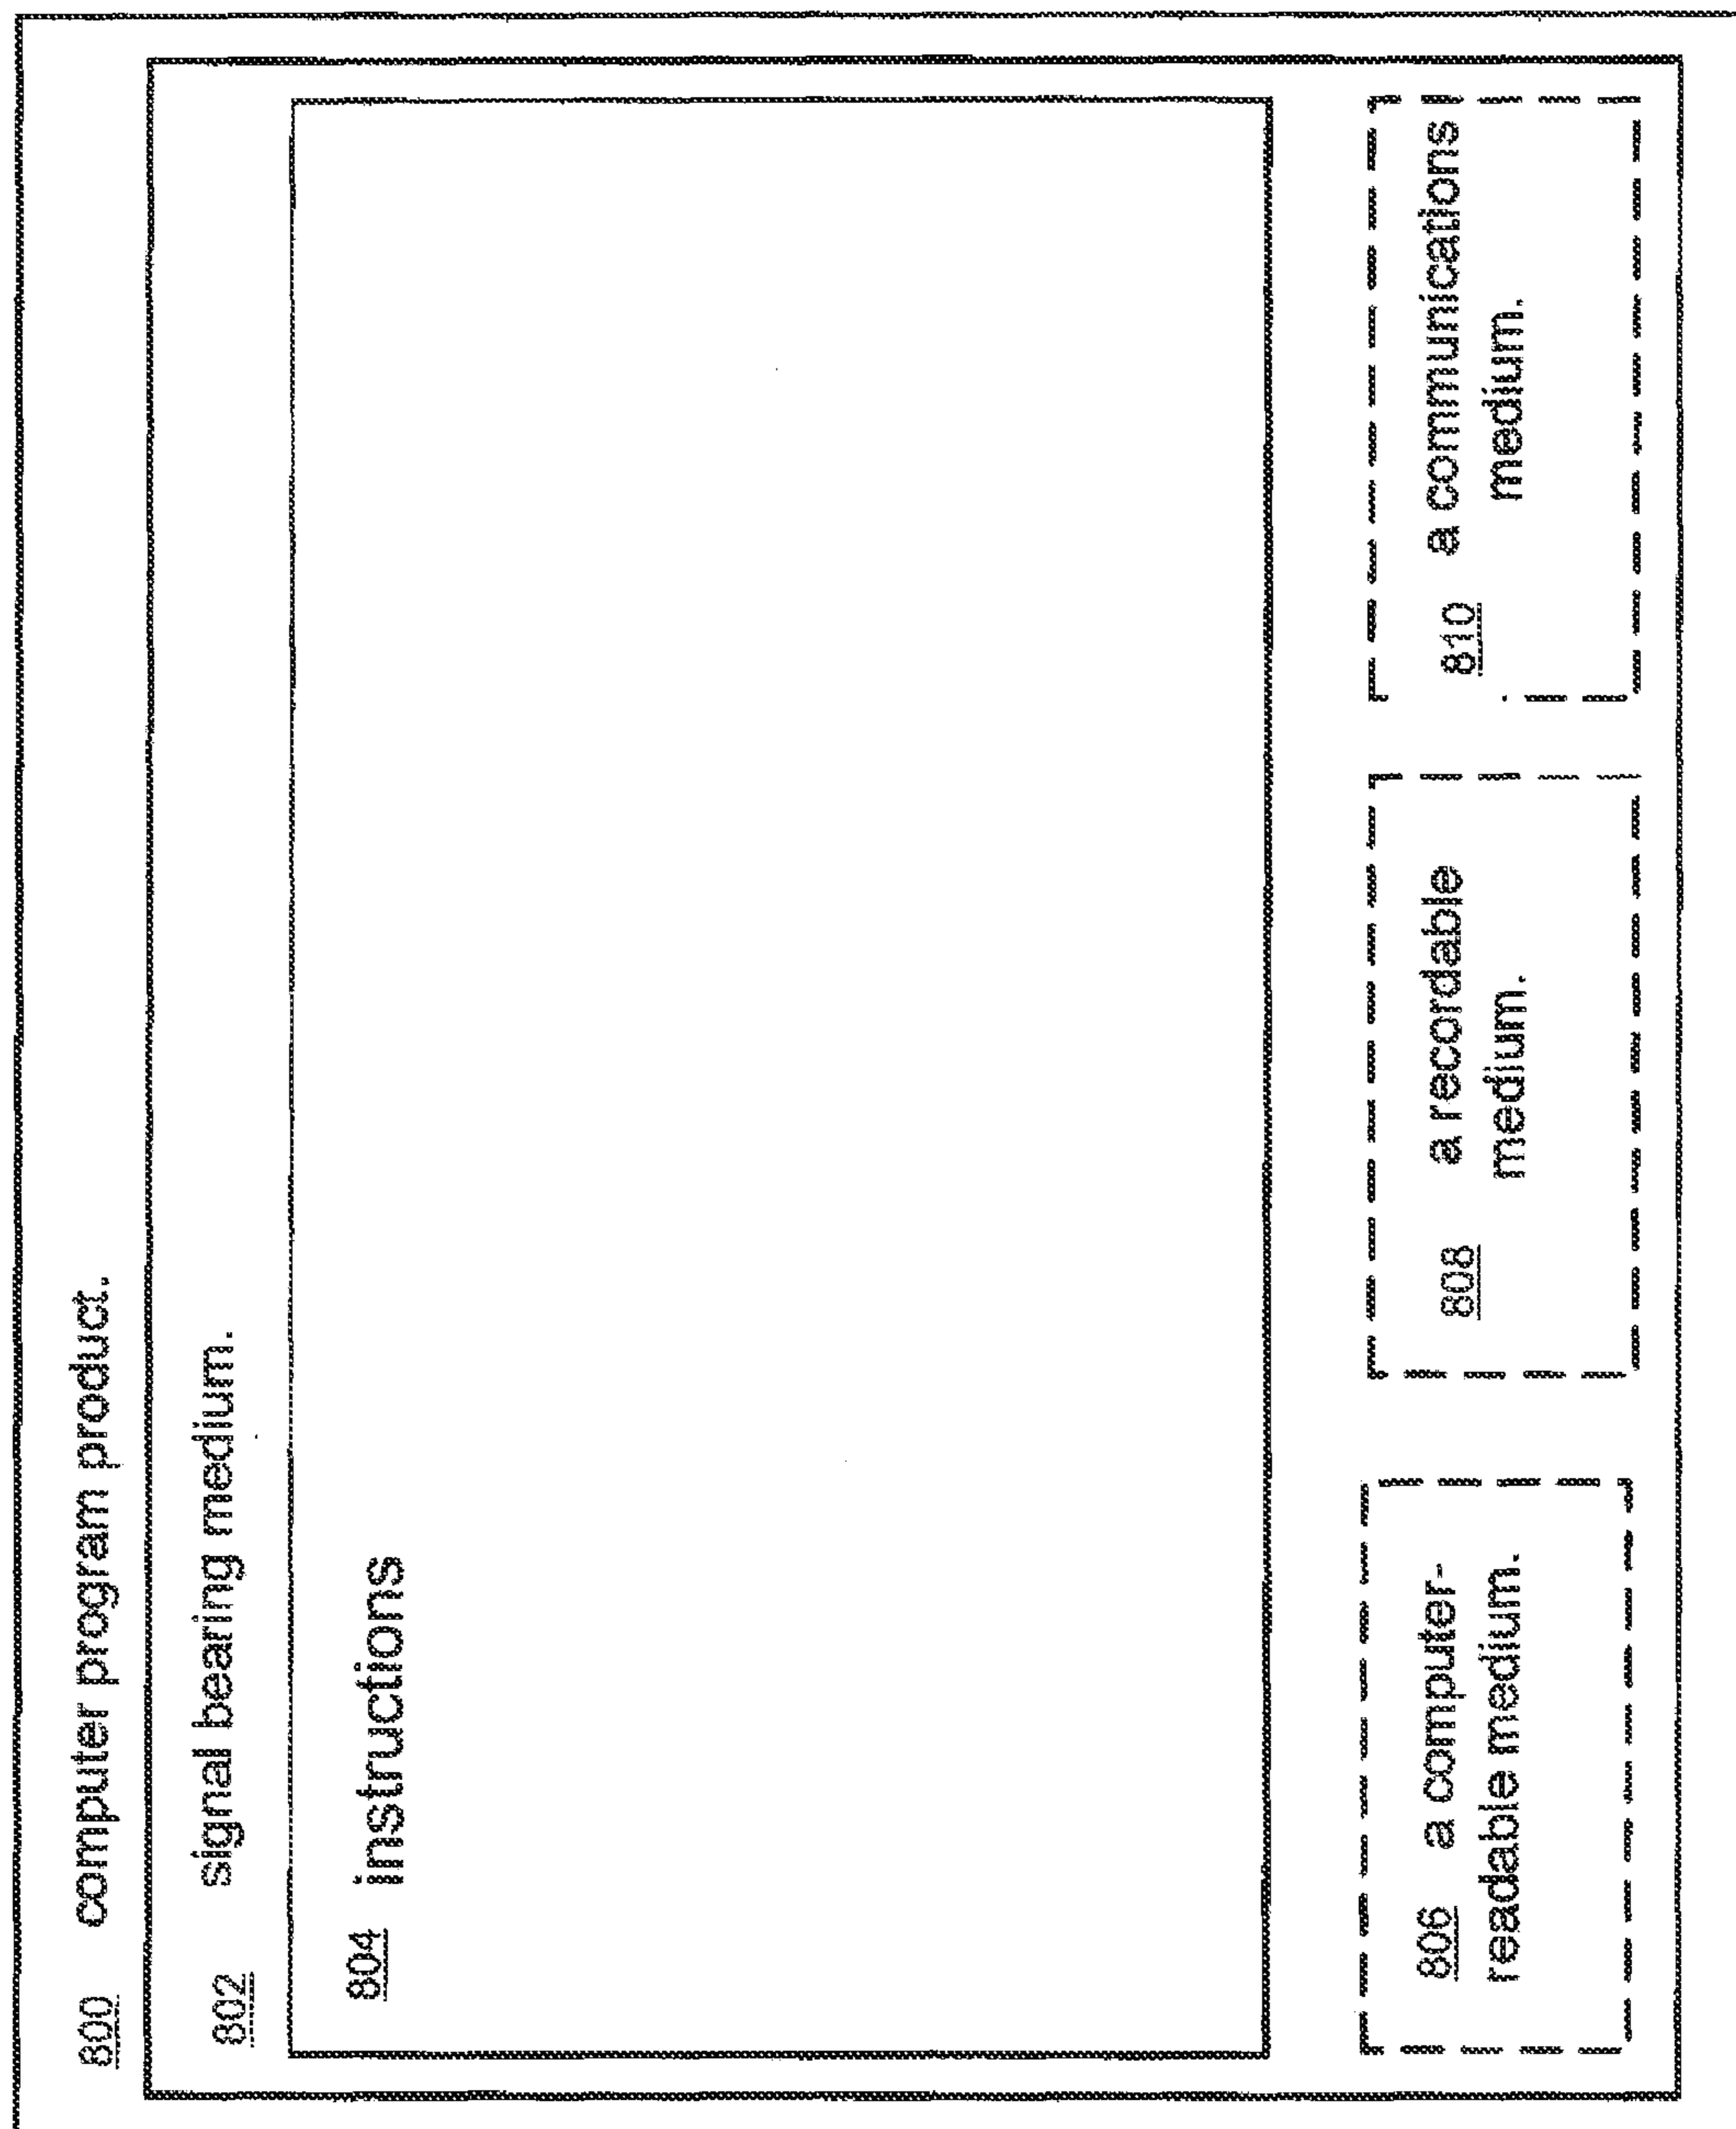 800 computer program product.
802 signal bearing medium.
804 instructions
806 a computer-
readable medium.
808 a recordable
medium.
810 a communications
medium.